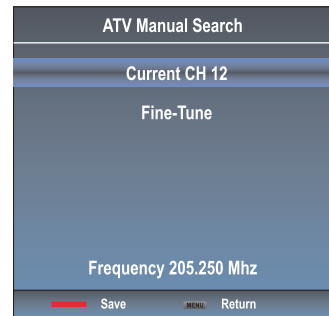 ATV Manual Search
Current CH 12
Fine-Tune
Frequency 205.250 Mhz
Save MENU Return